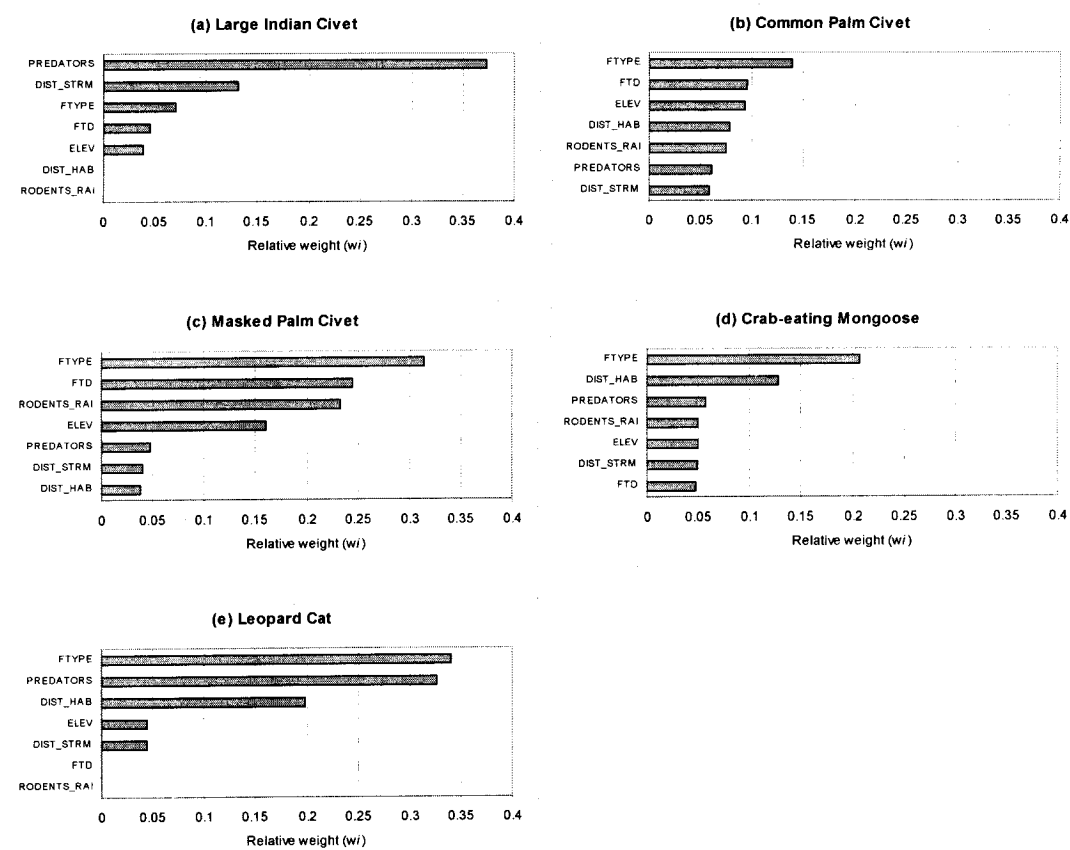 (a) Large Indian Civet
PREDATORS
DIST_STRM
FTYPE
FTD
ELEV
DIST_HAB
RODENTS_RAI
0 0.05 0.1 0.15 0.2 0.25 0.3 0.35 0.4
Relative weight (wi)
(b) Common Palm Civet
FTYPE
FTD
ELEV
DIST_HAB
RODENTS_RAI
PREDATORS
DIST_STRM
0 0.05 0.1 0.15 0.2 0.25 0.3 0.35 0.4
Relative weight (wi)
(c) Masked Palm Civet
FTYPE
FTD
RODENTS_RAI
ELEV
PREDATORS
DIST_STRM
DIST_HAB
0 0.05 0.1 0.15 0.2 0.25 0.3 0.35 0.4
Relative weight (wi)
(d) Crab-eating Mongoose
FTYPE
DIST_HAB
PREDATORS
RODENTS_RAI
ELEV
DIST_STRM
FTD
0 0.05 0.1 0.15 0.2 0.25 0.3 0.35 0.4
Relative weight (wi)
(e) Leopard Cat
FTYPE
PREDATORS
DIST_HAB
ELEV
DIST_STRM
FTD
RODENTS_RAI
0 0.05 0.1 0.15 0.2 0.25 0.3 0.35 0.4
Relative weight (wi)